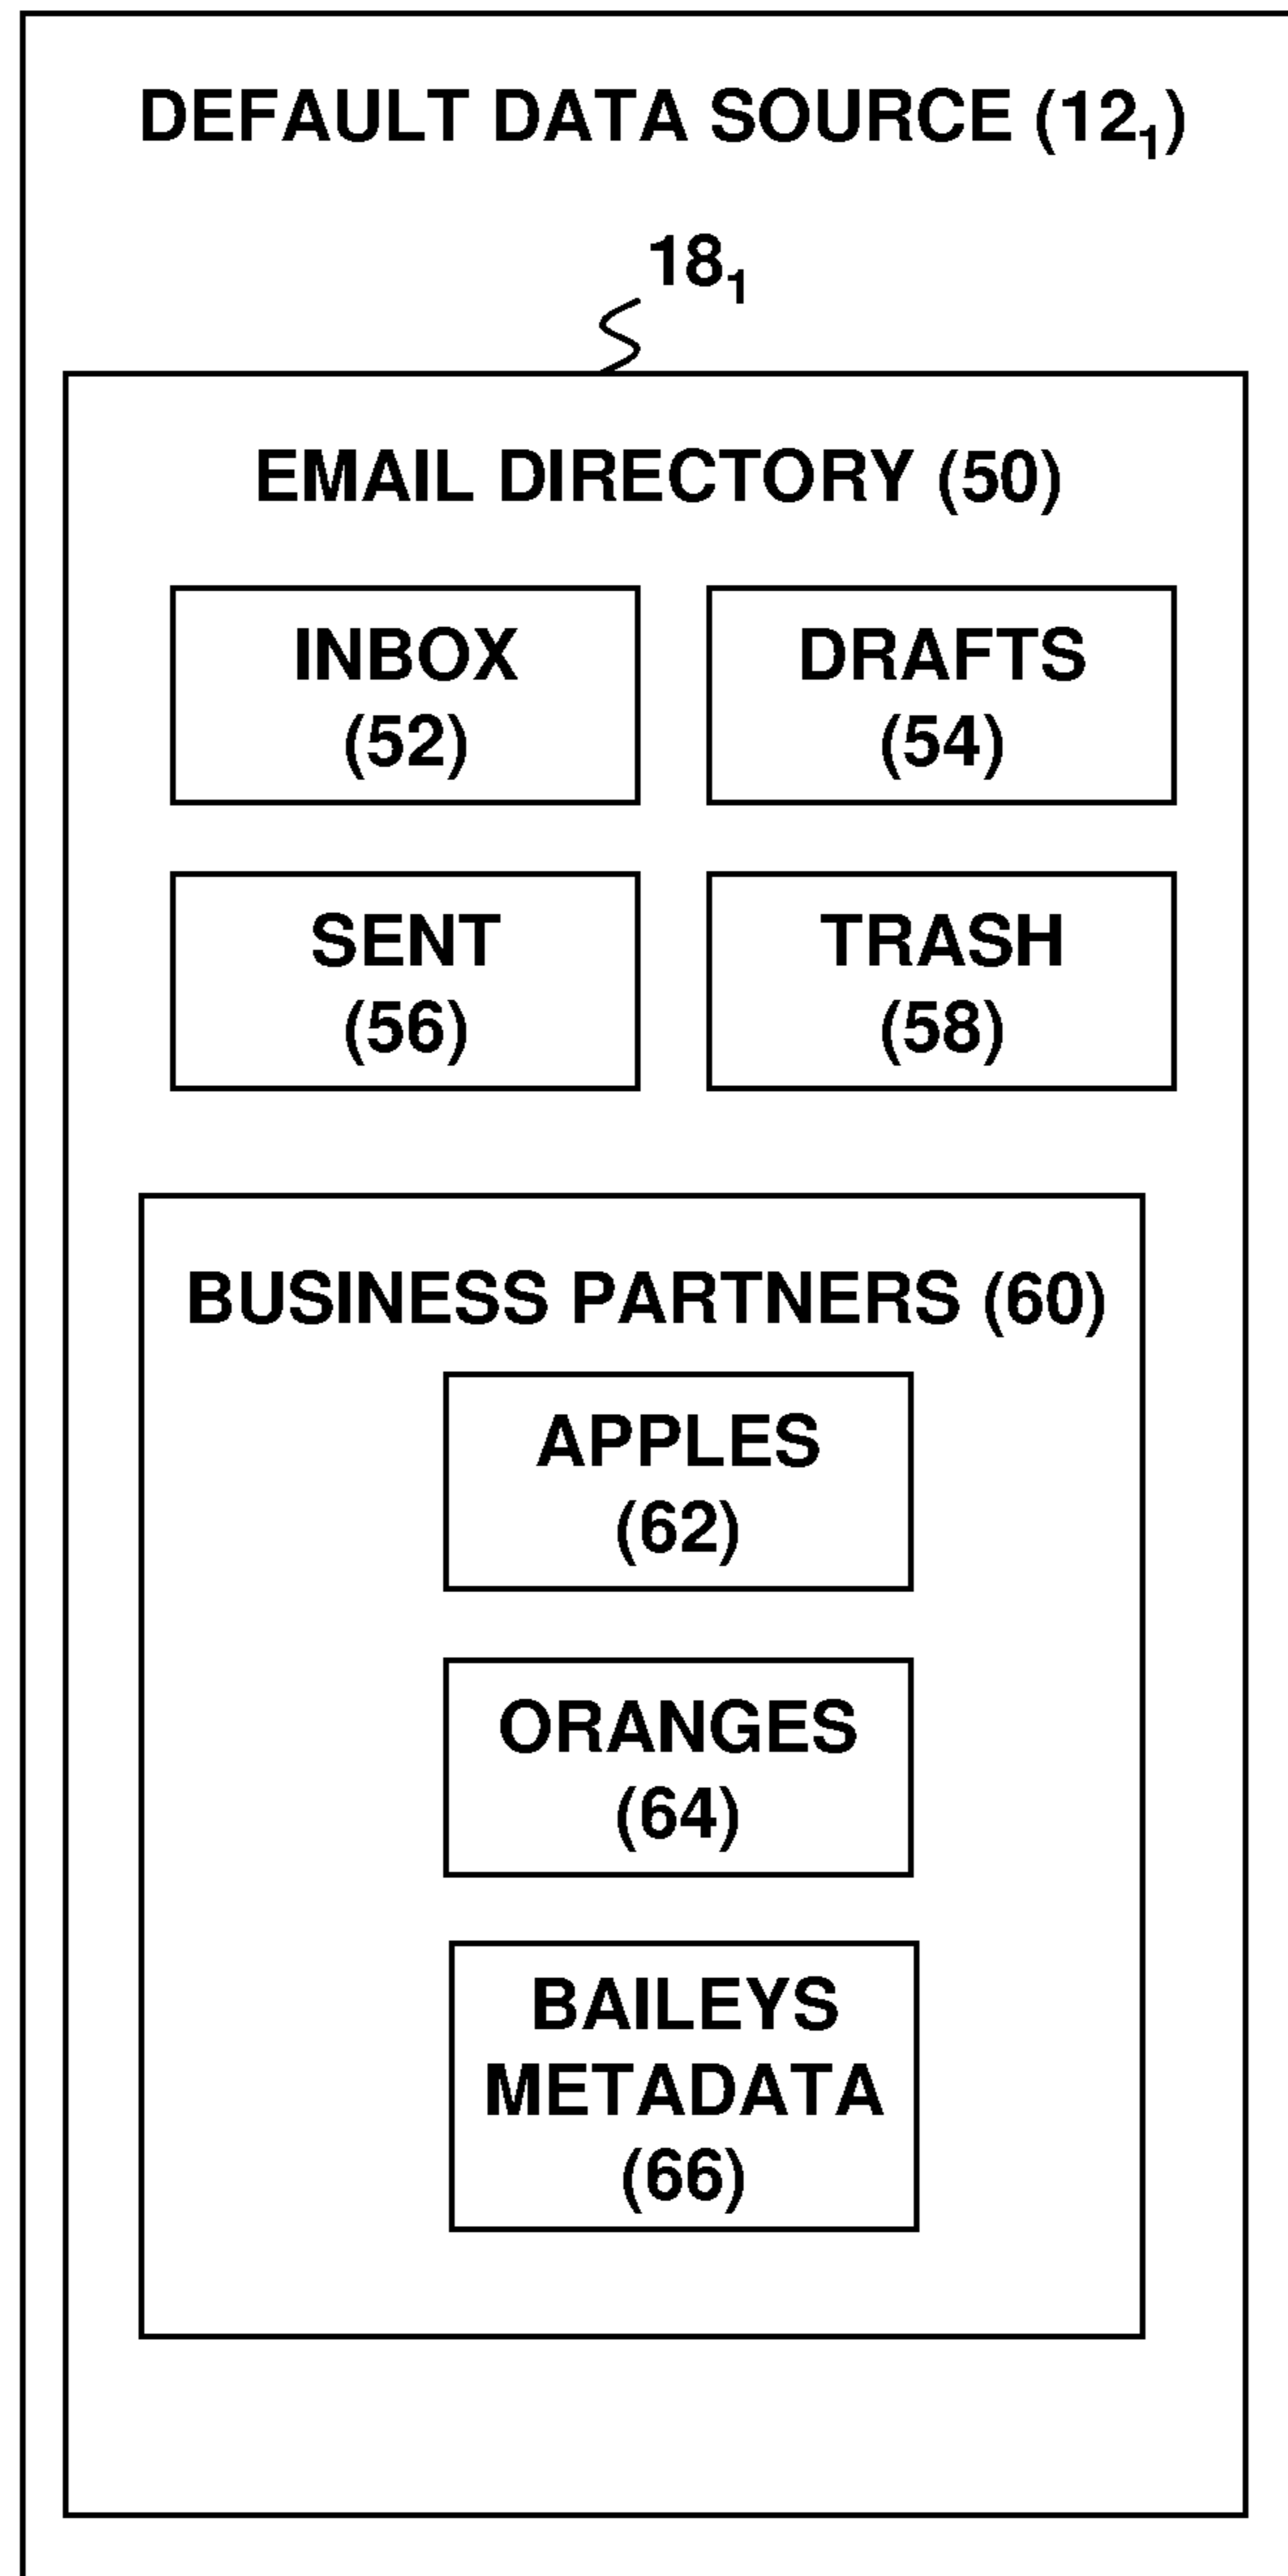 DEFAULT DATA SOURCE (12₁)
18₁
EMAIL DIRECTORY (50)
INBOX
(52)
DRAFTS
(54)
SENT
(56)
TRASH
(58)
BUSINESS PARTNERS (60)
APPLES
(62)
ORANGES
(64)
BAILEYS
METADATA
(66)